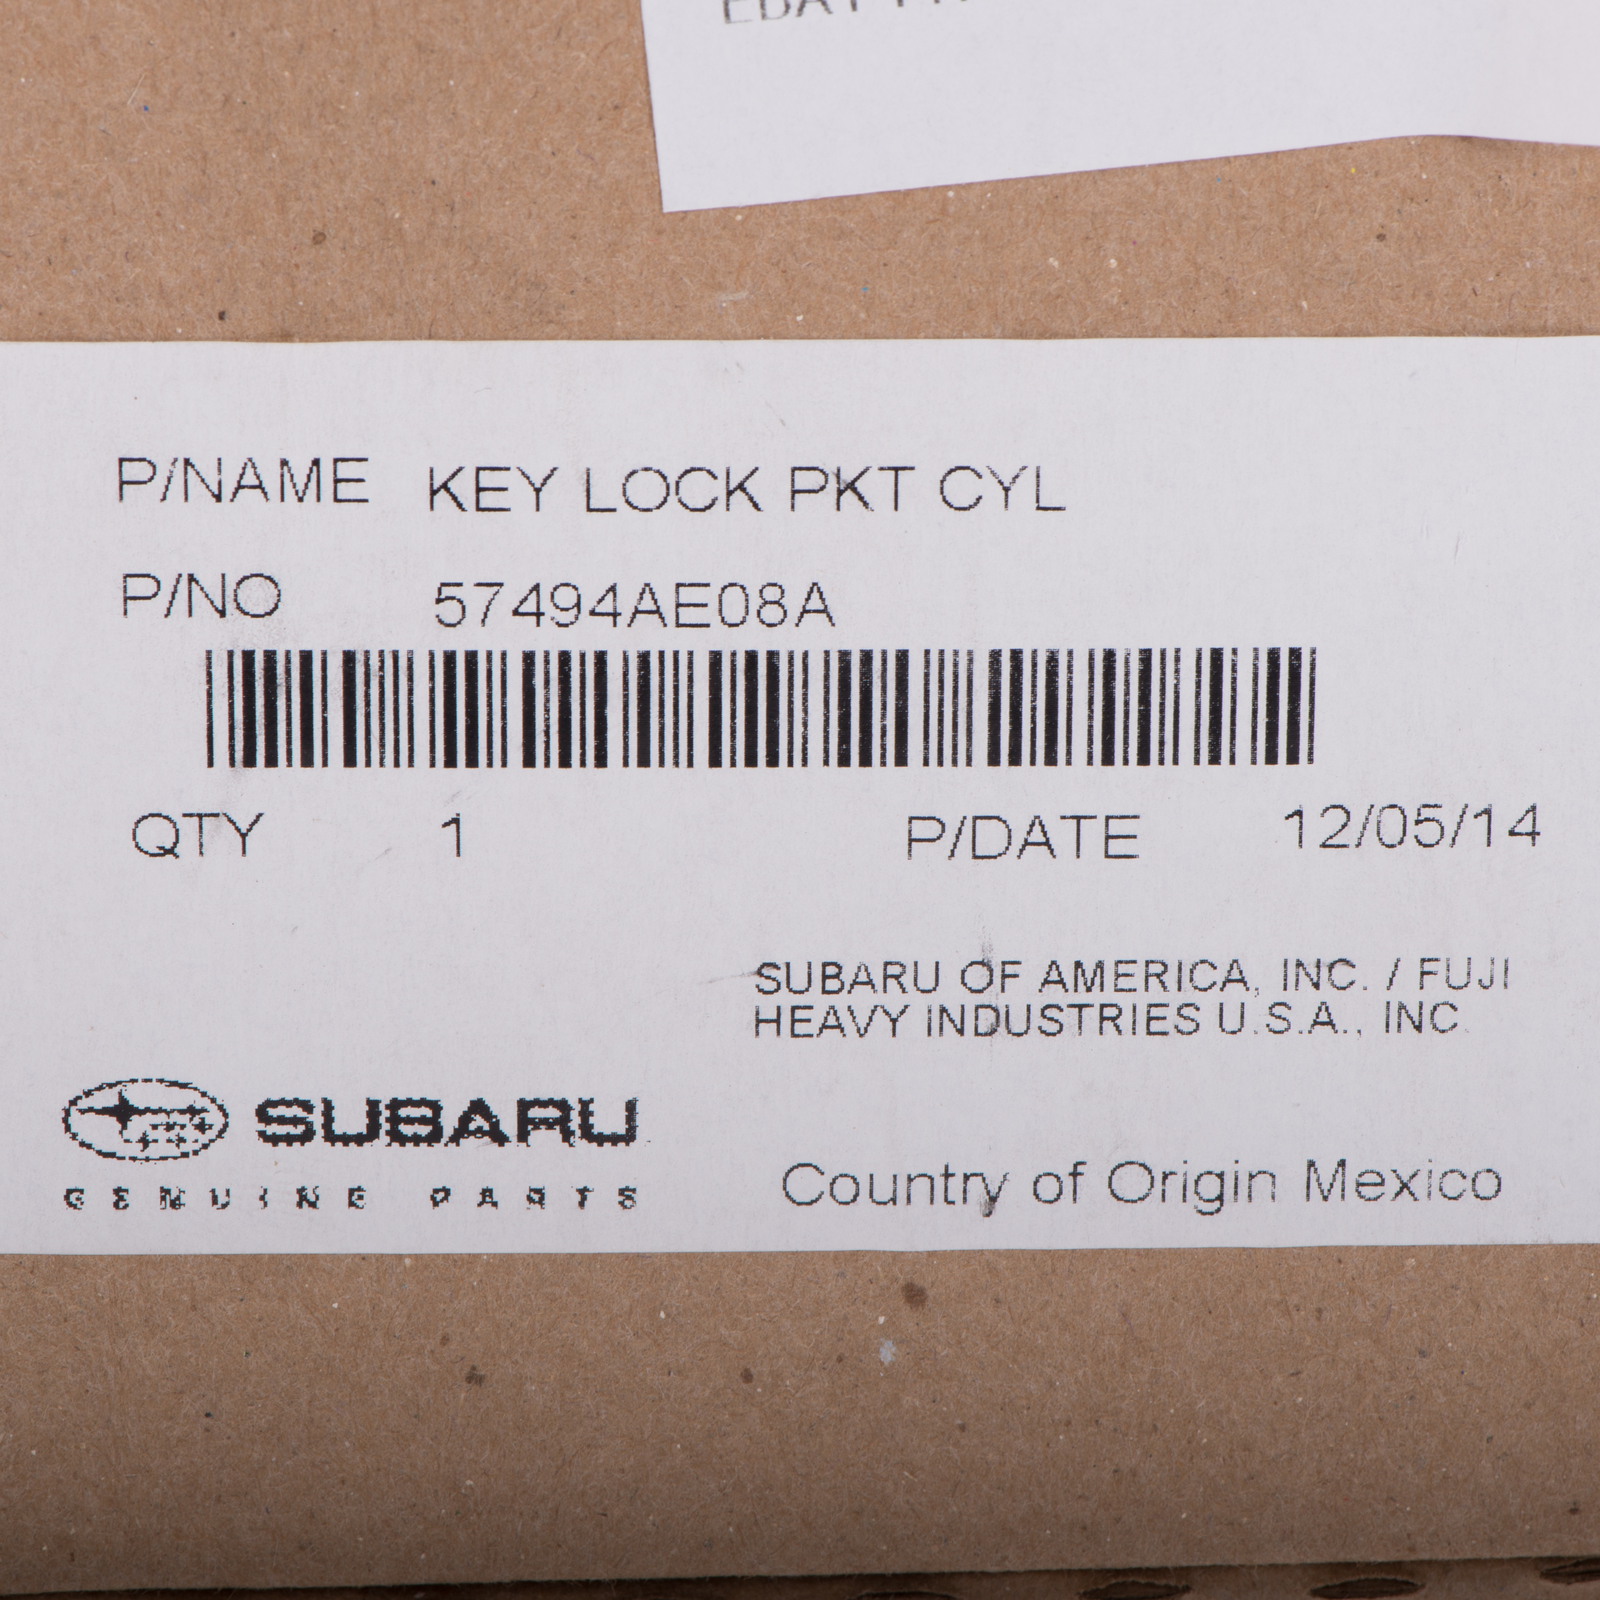 P/NAME KEY LOCK PKT CYL
P/NO 57494AE08A
QTY 1 P/DATE 12/05/14
SUBARU OF AMERICA, INC. / FUJI
HEAVY INDUSTRIES U.S.A., INC
SUBARU
GENUINE PARTS
Country of Origin Mexico